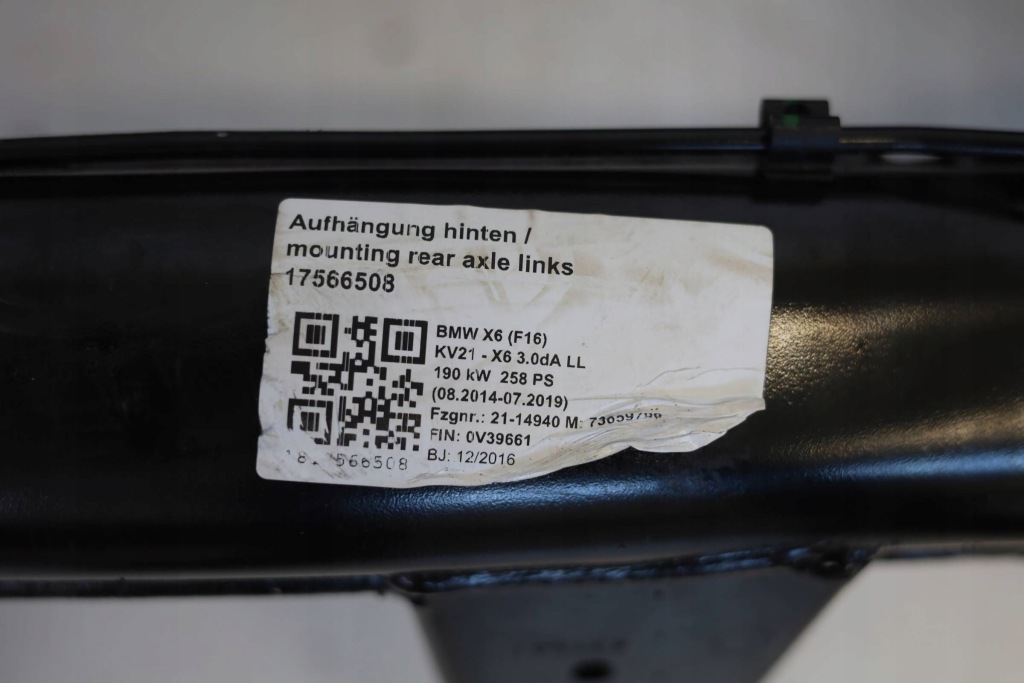 Aufhängung hinten /
mounting rear axle links
17566508
BMW X6 (F16)
KV21 - X6 3.0dA LL
190 kW 258 PS
(08.2014-07.2019)
Fzgnr.: 21-14940 M:
FIN: 0V39661
BJ: 12/2016